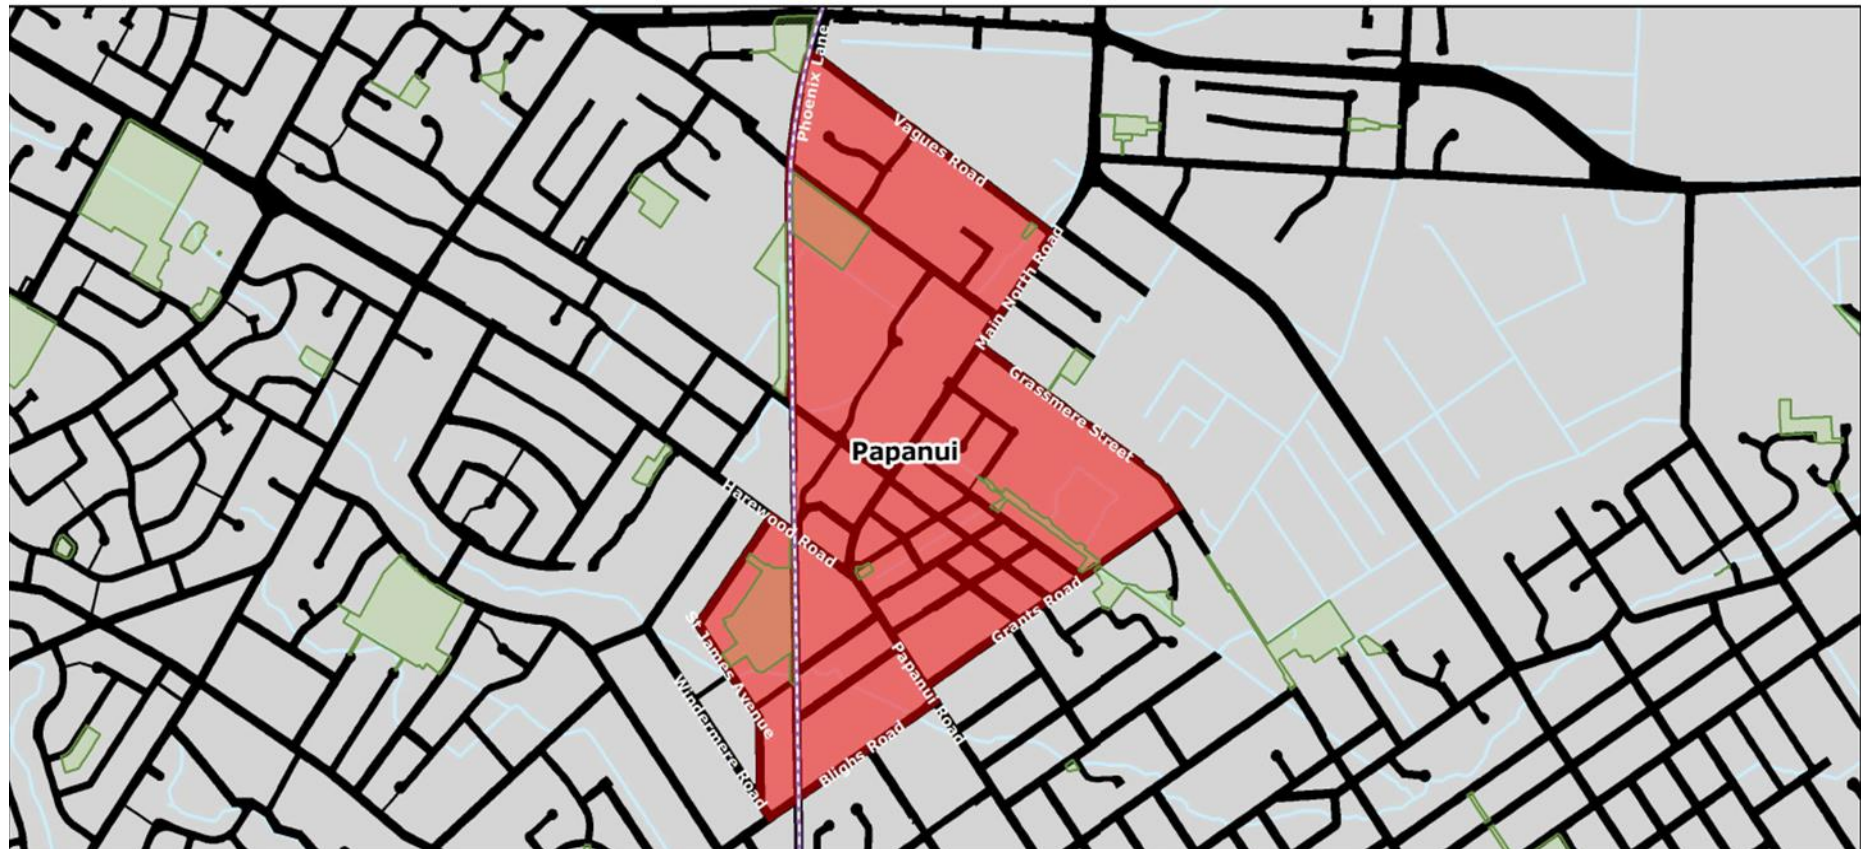 Phoenix Lane
Vagues Road
Main North Road
Grassmere Street
Papanui
Harewood Road
Grants Road
St James Avenue
Papanui Road
Windermere Road
Blighs Road